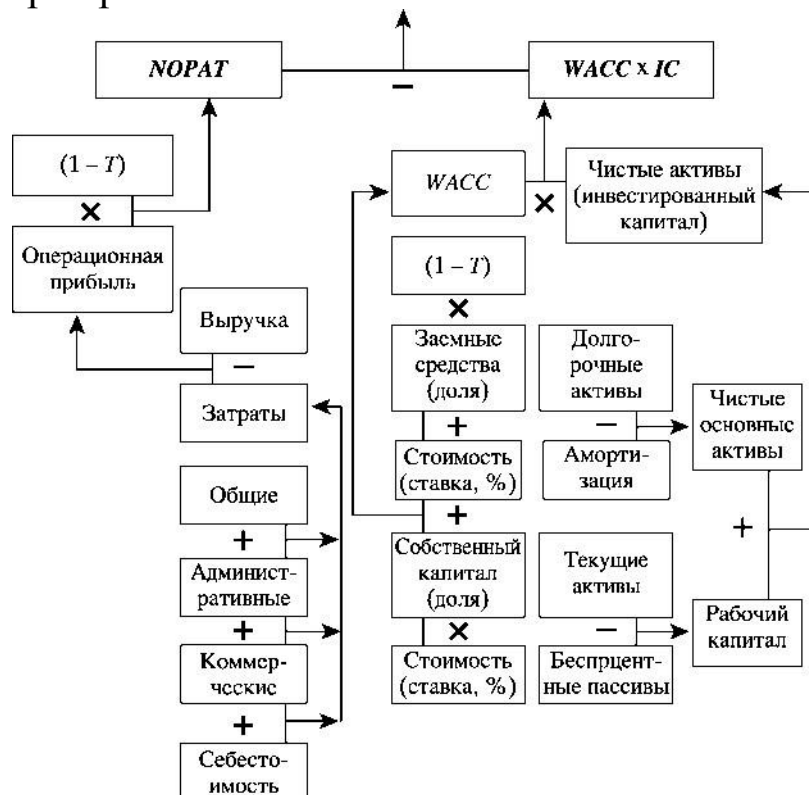 NOPAT
−
WACC x IC
(1 – T)
×
Операционная
прибыль
WACC
×
Чистые активы
(инвестированный
капитал)
Выручка
−
Затраты
(1 – T)
×
Заемные
средства
(доля)
+
Стоимость
(ставка, %)
+
Собственный
капитал
(доля)
×
Стоимость
(ставка, %)
Долго-
рочные
активы
−
Аморти-
зация
Чистые
основные
активы
+
Рабочий
капитал
Текущие
активы
−
Беспрцент-
ные пассивы
Общие
+
Админист-
ративные
+
Коммер-
ческие
+
Себесто-
имость